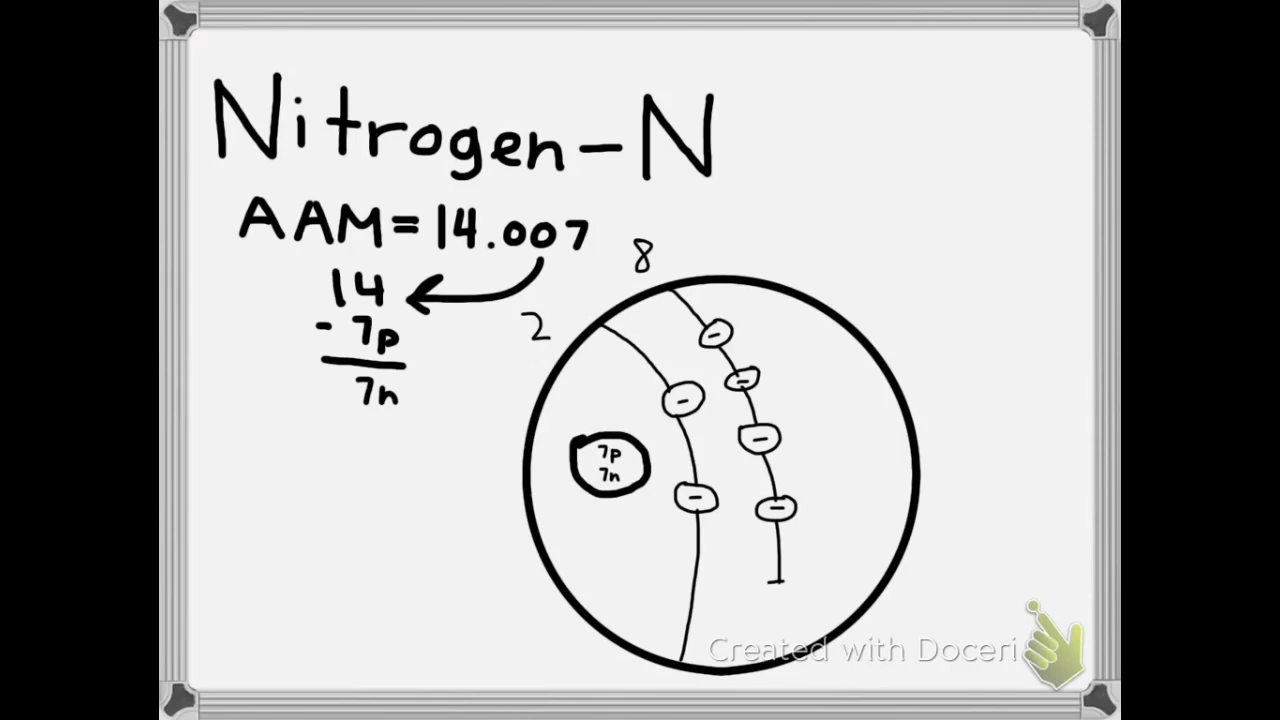 Nitrogen-N
AAM=14.007
14
- 7p
7n
8
2
7p
7n
-
-
-
-
-
-
Created with Doceri